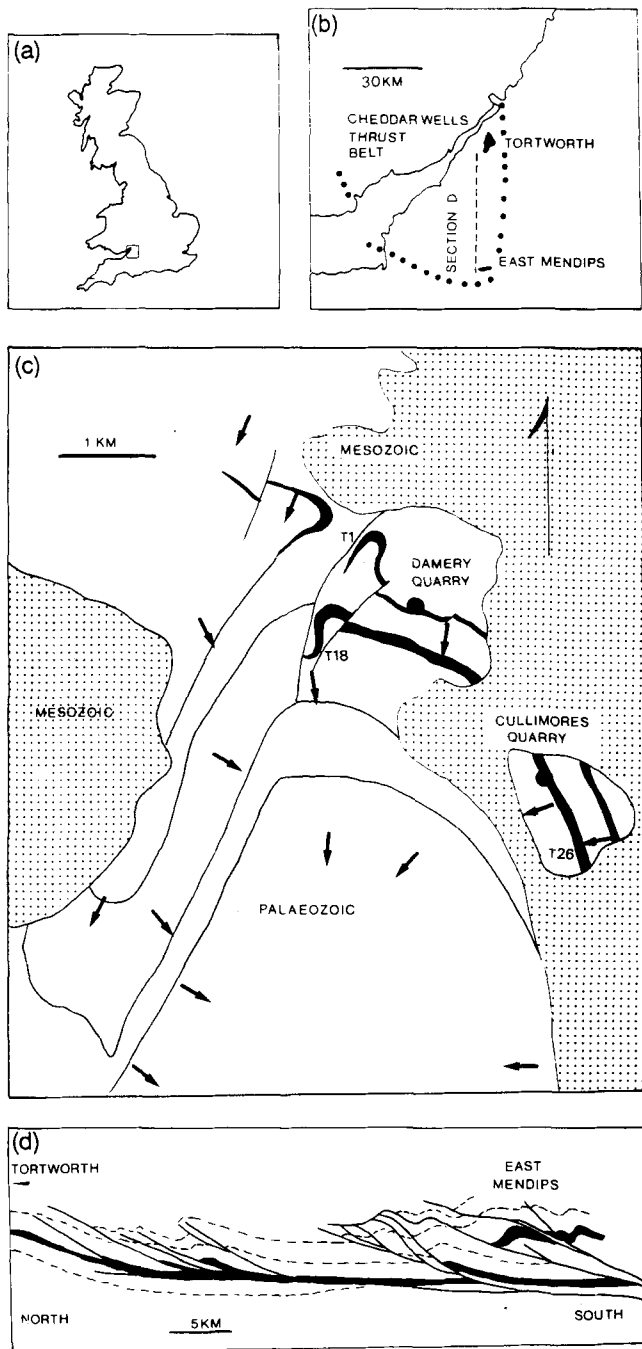 (a)
(b)
30KM
CHEDDAR WELLS
THRUST
BELT
TORTWORTH
SECTION D
EAST MENDIPS
(c)
1 KM
MESOZOIC
T1
DAMERY
QUARRY
T18
MESOZOIC
CULLIMORES
QUARRY
T26
PALAEOZOIC
(d)
TORTWORTH
EAST
MENDIPS
NORTH
5KM
SOUTH